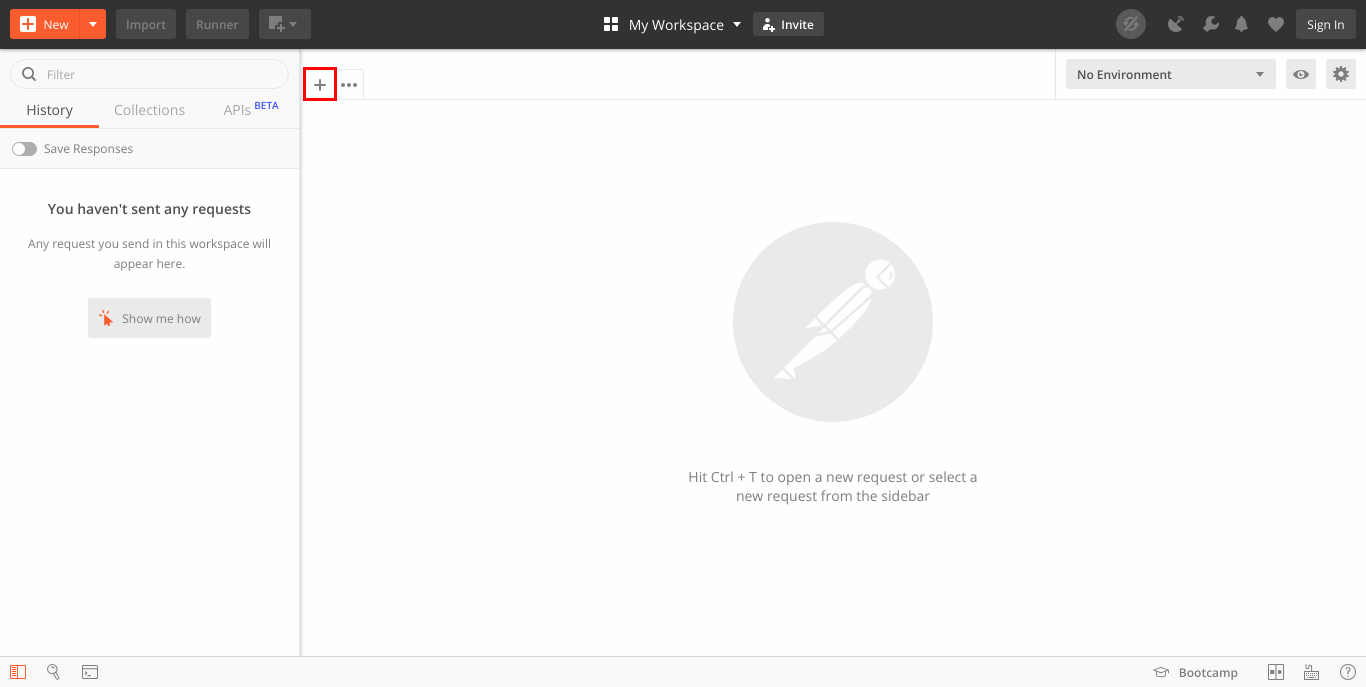 New
Import
Runner
My Workspace
Invite
Sign In
Filter
No Environment
History
Collections
APIs BETA
Save Responses
You haven't sent any requests
Any request you send in this workspace will
appear here.
Show me how
Hit Ctrl + T to open a new request or select a
new request from the sidebar
Bootcamp